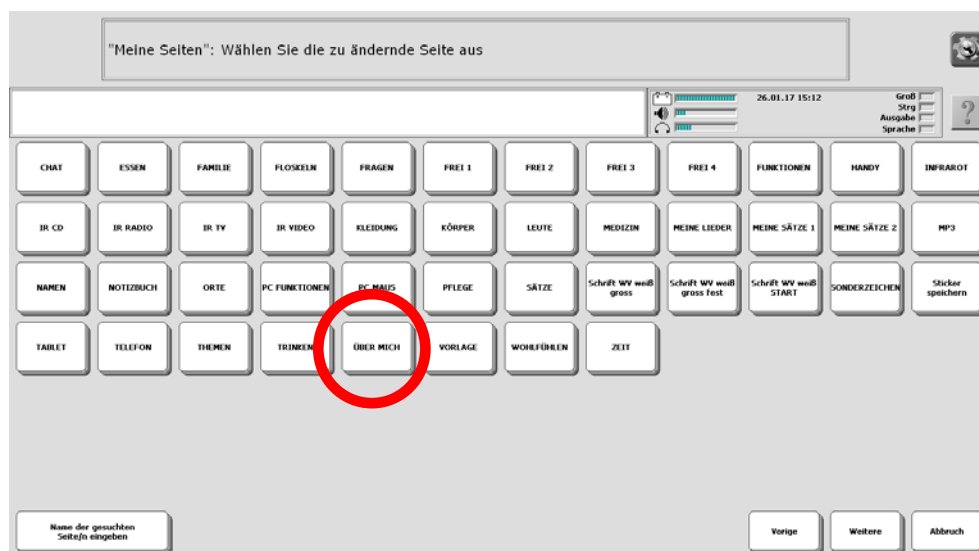 "Meine Seiten": Wählen Sie die zu ändernde Seite aus
26.01.17 15:12
Groß
Strg
Ausgabe
Sprache
?
CHAT ESSEN FAMILIE FLOSKELN FRAGEN FREI 1 FREI 2 FREI 3 FREI 4 FUNKTIONEN HANDY INFRAROT
IR CD IR RADIO IR TV IR VIDEO KLEIDUNG KÖRPER LEUTE MEDIZIN MEINE LIEDER MEINE SÄTZE 1 MEINE SÄTZE 2 MP3
NAMEN NOTIZBUCH ORTE PC FUNKTIONEN PC MAUS PFLEGE SÄTZE Schrift WV weiß Schrift WV weiß Schrift WV weiß SONDERZEICHEN Sticker
gross gross fest START speichern
TABLET TELEFON THEMEN TRINKEN ÜBER MICH VORLAGE WOHLFÜHLEN ZEIT
Name der gesuchten
Seite/n eingeben
Vorige Weitere Abbruch